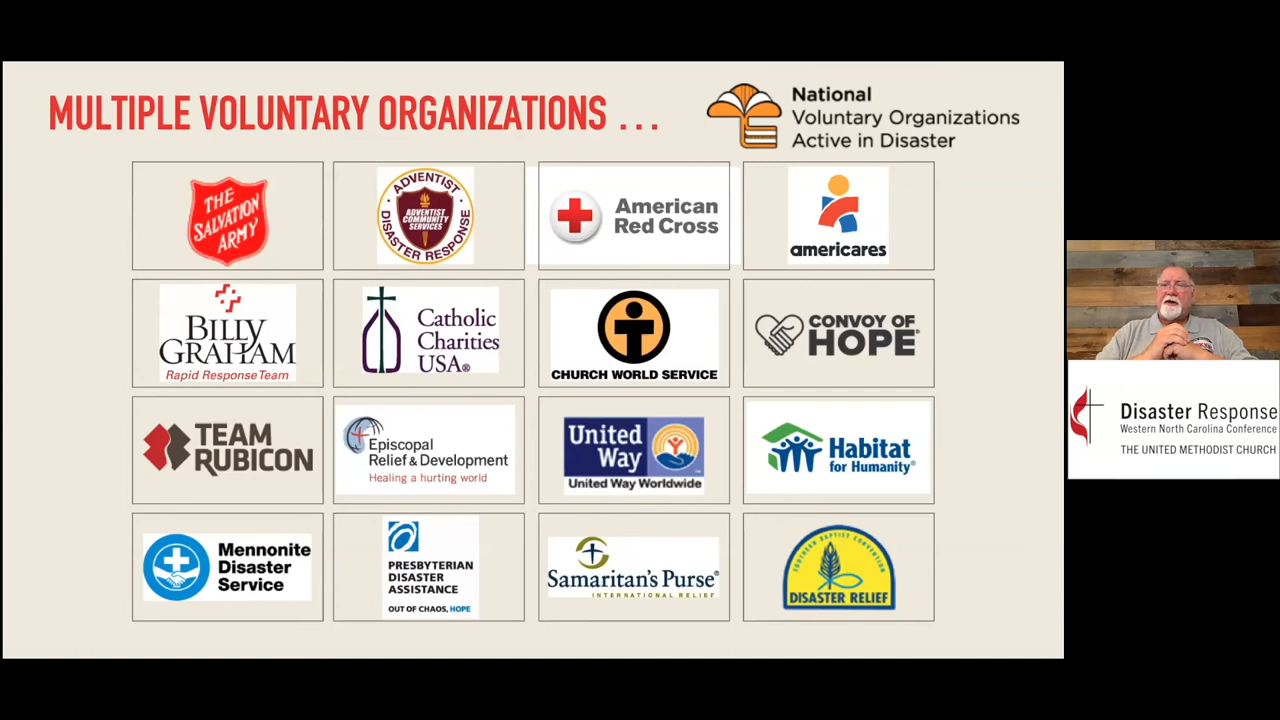 MULTIPLE VOLUNTARY ORGANIZATIONS ...
National
Voluntary Organizations
Active in Disaster
THE
SALVATION
ARMY
ADVENTIST
ADVENTIST
COMMUNITY
SERVICES
DISASTER RESPONSE
American
Red Cross
americares
BILLY
GRAHAM
Rapid Response Team
Catholic
Charities
USA®
CHURCH WORLD SERVICE
CONVOY OF
HOPE®
TEAM
RUBICON
Episcopal
Relief & Development
Healing a hurting world
United
Way
United Way Worldwide
Habitat
for Humanity®
Mennonite
Disaster
Service
PRESBYTERIAN
DISASTER
ASSISTANCE
OUT OF CHAOS, HOPE
Samaritan's Purse®
INTERNATIONAL RELIEF
SOUTHERN BAPTIST CONVENTION
DISASTER RELIEF
Disaster Response
Western North Carolina Conference
THE UNITED METHODIST CHURCH